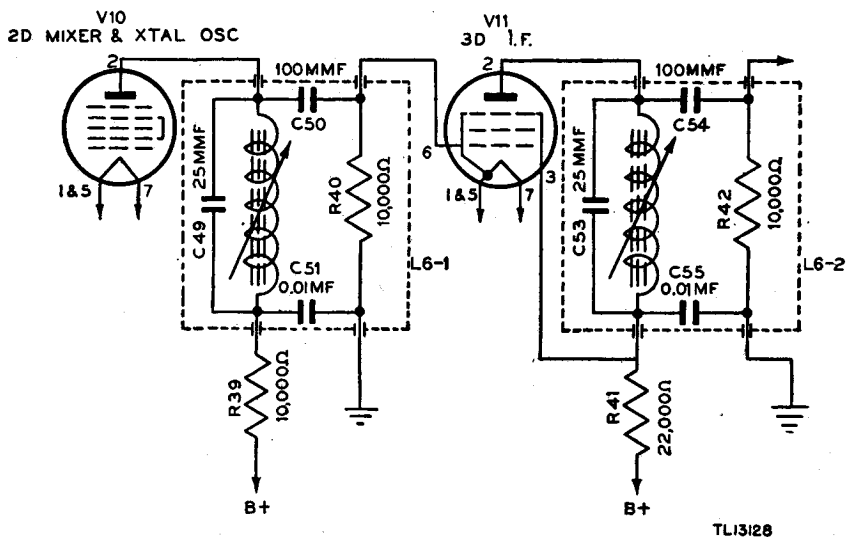 V10
2D MIXER & XTAL OSC
2
1&5
7
100MMF
C50
25MMF
C49
R40
10,000Ω
C51
0.01MF
L6-1
R39
10,000Ω
B+
V11
3D I.F.
2
6
3
1&5
7
100MMF
C54
25MMF
C53
R42
10,000Ω
C55
0.01MF
L6-2
R41
22,000Ω
B+
TL13128